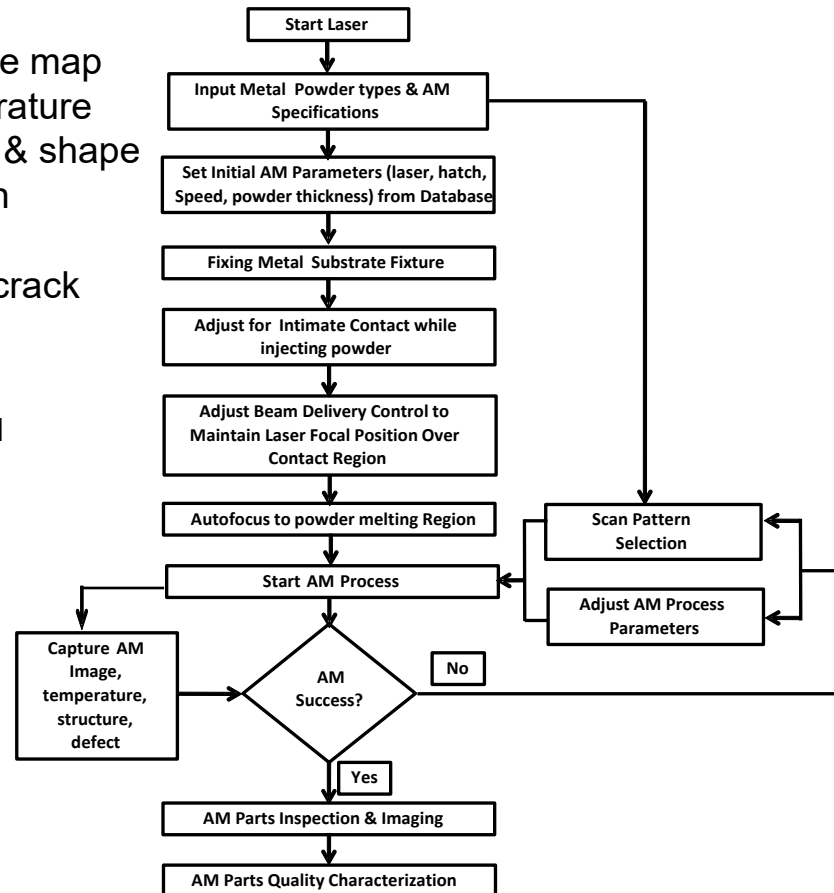 e map
rature
& shape
n
crack
Start Laser
Input Metal Powder types & AM
Specifications
Set Initial AM Parameters (laser, hatch,
Speed, powder thickness) from Database
Fixing Metal Substrate Fixture
Adjust for Intimate Contact while
injecting powder
Adjust Beam Delivery Control to
Maintain Laser Focal Position Over
Contact Region
Autofocus to powder melting Region
Start AM Process
Scan Pattern
Selection
Adjust AM Process
Parameters
Capture AM
Image,
temperature,
structure,
defect
AM
Success?
No
Yes
AM Parts Inspection & Imaging
AM Parts Quality Characterization